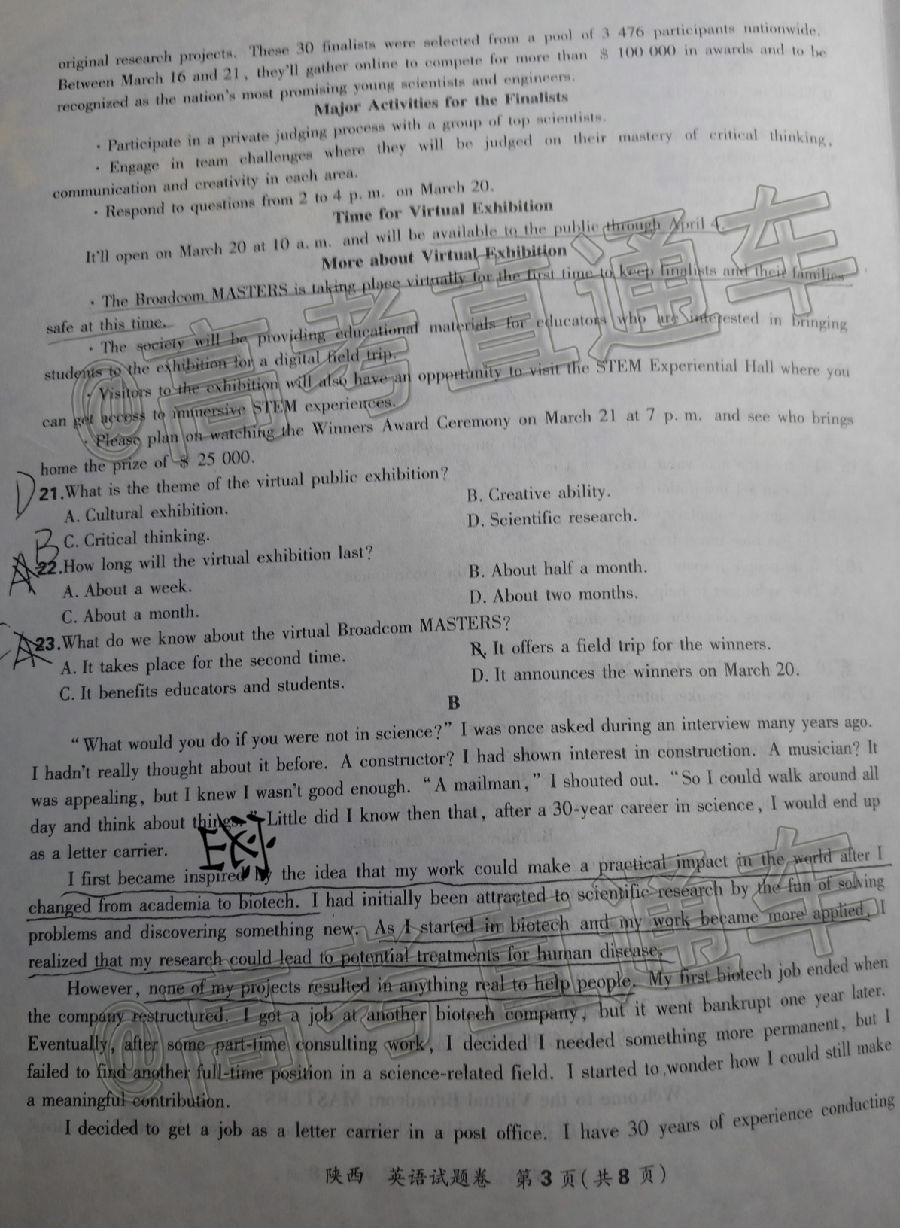 original research projects. These 30 finalists were selected from a pool of 3 476 participants nationwide.
Between March 16 and 21, they'll gather online to compete for more than $ 100 000 in awards and to be
recognized as the nation's most promising young scientists and engineers.
Major Activities for the Finalists
· Participate in a private judging process with a group of top scientists.
· Engage in team challenges where they will be judged on their mastery of critical thinking,
communication and creativity in each area.
· Respond to questions from 2 to 4 p. m. on March 20.
Time for Virtual Exhibition
It'll open on March 20 at 10 a. m. and will be available to the public through April 4.
More about Virtual Exhibition
· The Broadcom MASTERS is taking place virtually for the first time to keep finalists and their families
safe at this time.
· The society will be providing educational materials for educators who are interested in bringing
students to the exhibition for a digital field trip.
· Visitors to the exhibition will also have an opportunity to visit the STEM Experiential Hall where you
can get access to immersive STEM experiences.
· Please plan on watching the Winners Award Ceremony on March 21 at 7 p. m. and see who brings
home the prize of $ 25 000.
D 21.What is the theme of the virtual public exhibition?
A. Cultural exhibition.
B. Creative ability.
C. Critical thinking.
D. Scientific research.
B
A 22.How long will the virtual exhibition last?
A. About a week.
B. About half a month.
C. About a month.
D. About two months.
A 23.What do we know about the virtual Broadcom MASTERS?
A. It takes place for the second time.
B. It offers a field trip for the winners.
C. It benefits educators and students.
D. It announces the winners on March 20.
B
"What would you do if you were not in science?" I was once asked during an interview many years ago.
I hadn't really thought about it before. A constructor? I had shown interest in construction. A musician? It
was appealing, but I knew I wasn't good enough. "A mailman," I shouted out. "So I could walk around all
day and think about things." Little did I know then that, after a 30-year career in science, I would end up
as a letter carrier.
I first became inspired by the idea that my work could make a practical impact in the world after I
changed from academia to biotech. I had initially been attracted to scientific research by the fun of solving
problems and discovering something new. As I started in biotech and my work became more applied, I
realized that my research could lead to potential treatments for human disease.
However, none of my projects resulted in anything real to help people. My first biotech job ended when
the company restructured. I got a job at another biotech company, but it went bankrupt one year later.
Eventually, after some part-time consulting work, I decided I needed something more permanent, but I
failed to find another full-time position in a science-related field. I started to wonder how I could still make
a meaningful contribution.
I decided to get a job as a letter carrier in a post office. I have 30 years of experience conducting
陕西 英语试题卷 第3页(共8页)
@高考直通车
@高考直通车